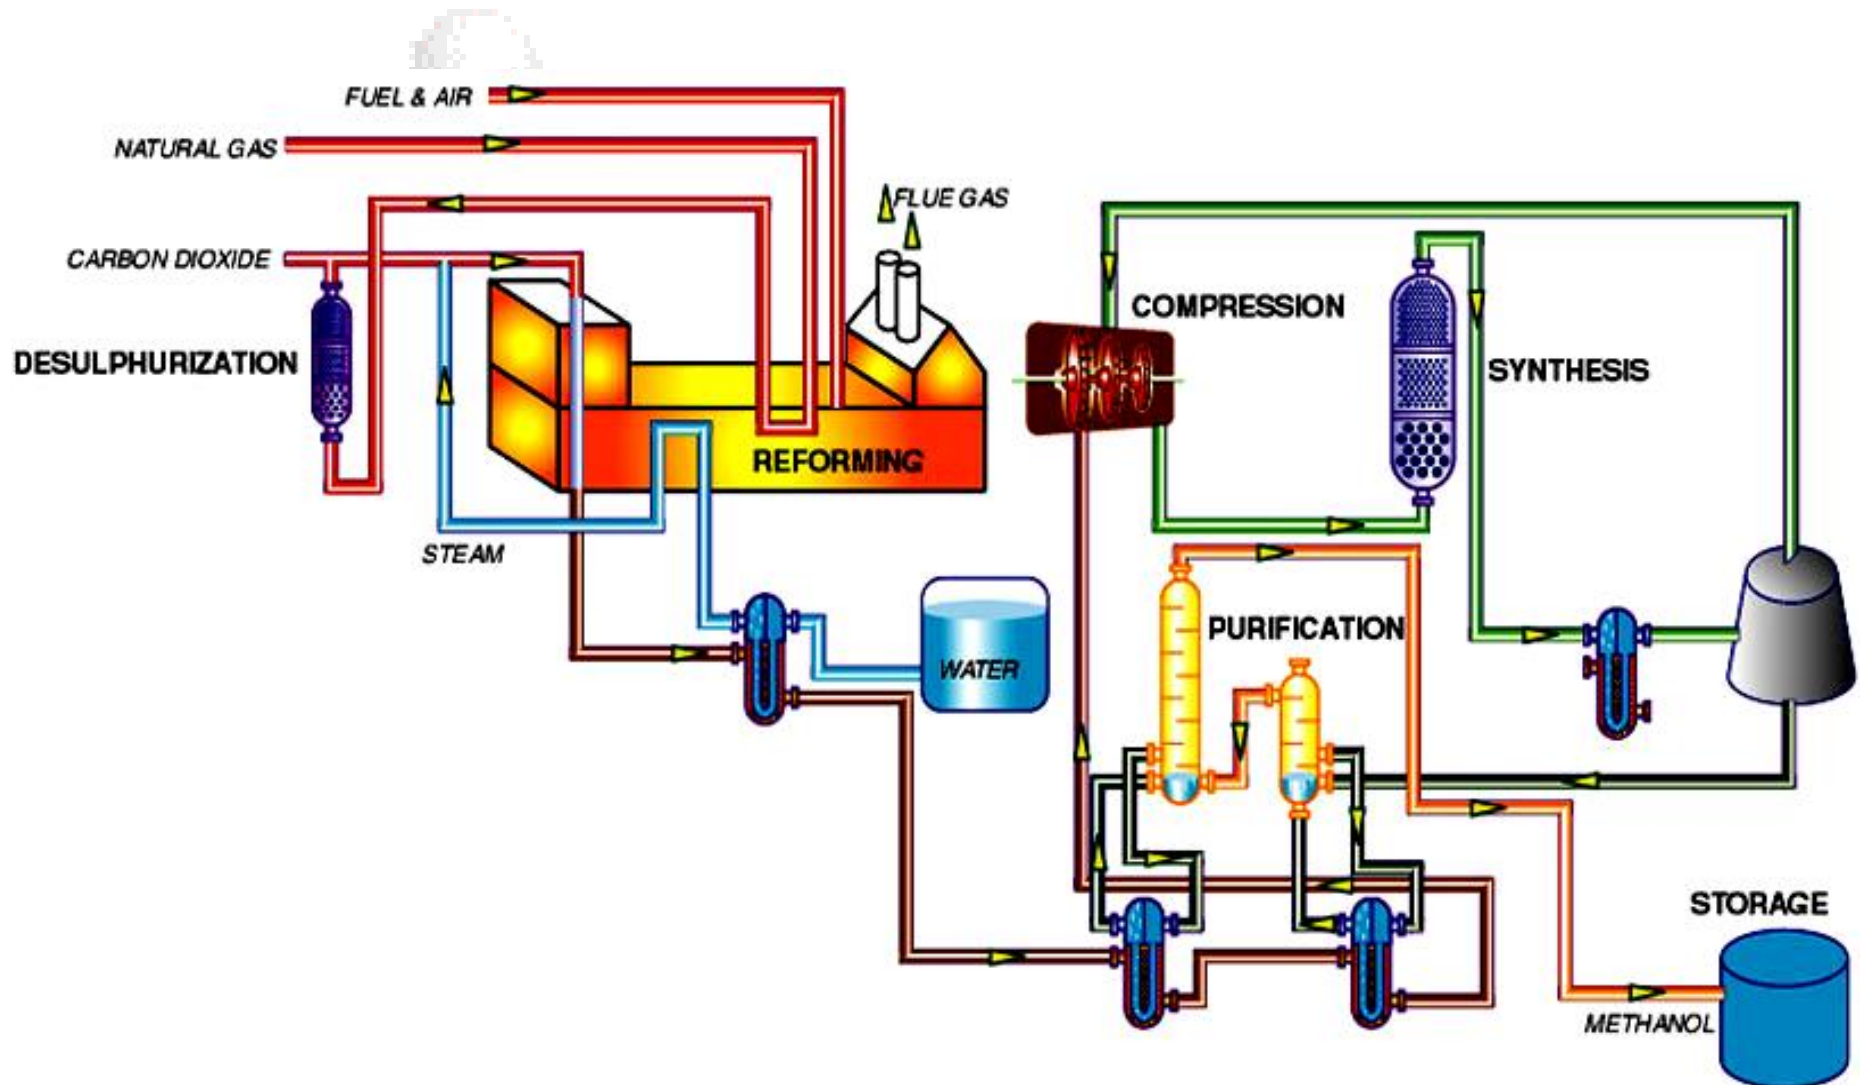 FUEL & AIR
NATURAL GAS
FLUE GAS
CARBON DIOXIDE
COMPRESSION
DESULPHURIZATION
SYNTHESIS
REFORMING
STEAM
PURIFICATION
WATER
STORAGE
METHANOL